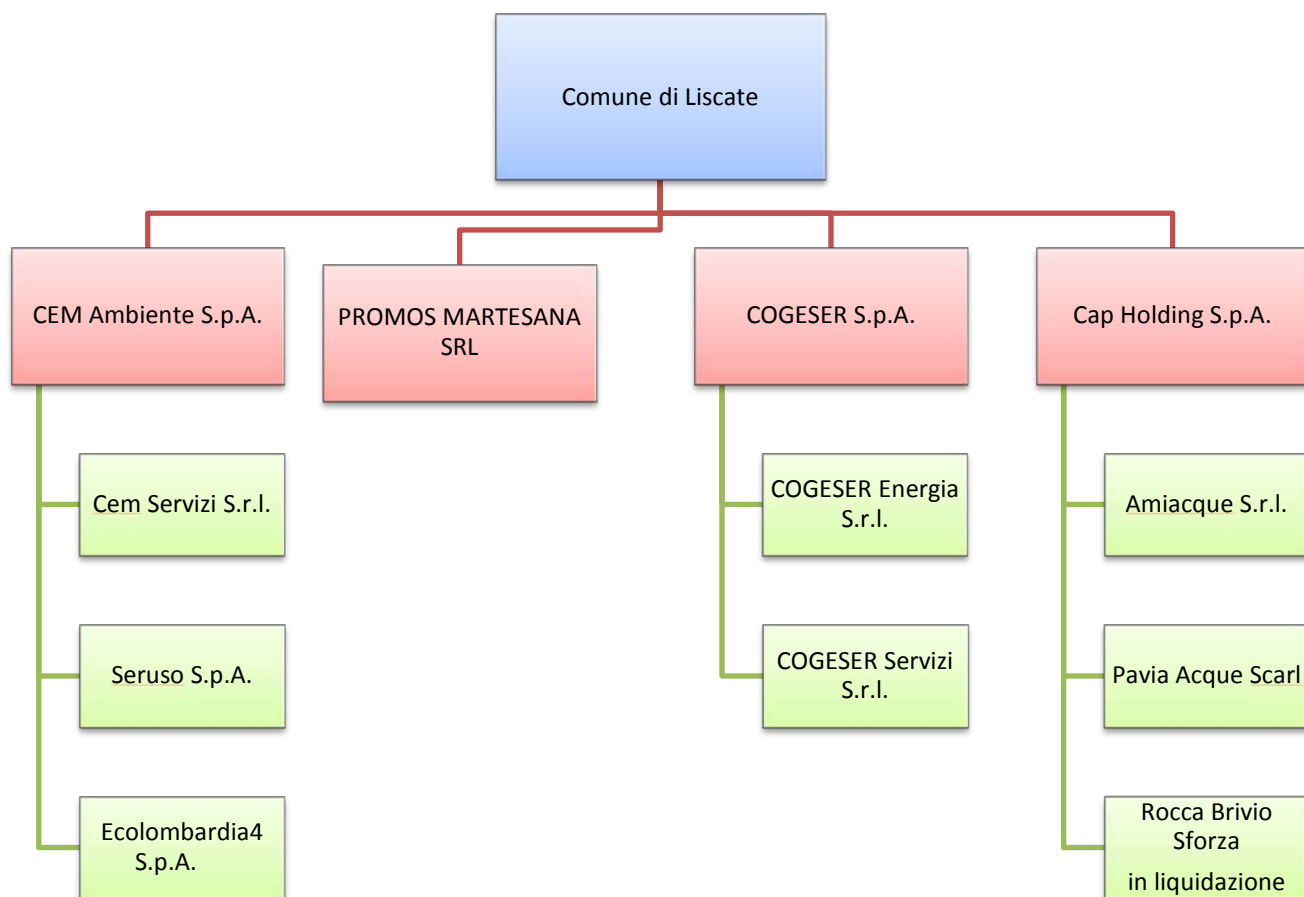 Comune di Liscate
CEM Ambiente S.p.A.
PROMOS MARTESANA
SRL
COGESER S.p.A.
Cap Holding S.p.A.
Cem Servizi S.r.l.
COGESER Energia
S.r.l.
Amiacque S.r.l.
Seruso S.p.A.
COGESER Servizi
S.r.l.
Pavia Acque Scarl
Ecolombardia4
S.p.A.
Rocca Brivio
Sforza
in liquidazione